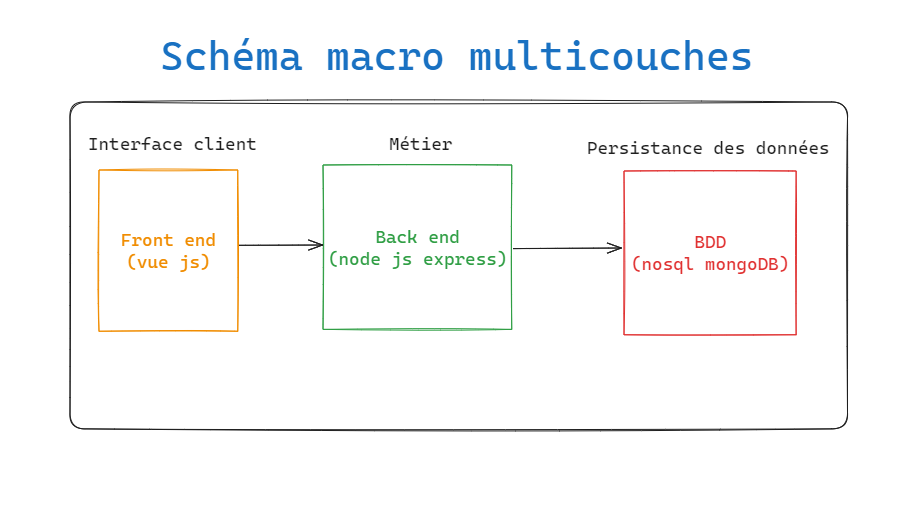 Schéma macro multicouches
Interface client
Métier
Persistance des données
Front end
(vue js)
Back end
(node js express)
BDD
(nosql mongoDB)